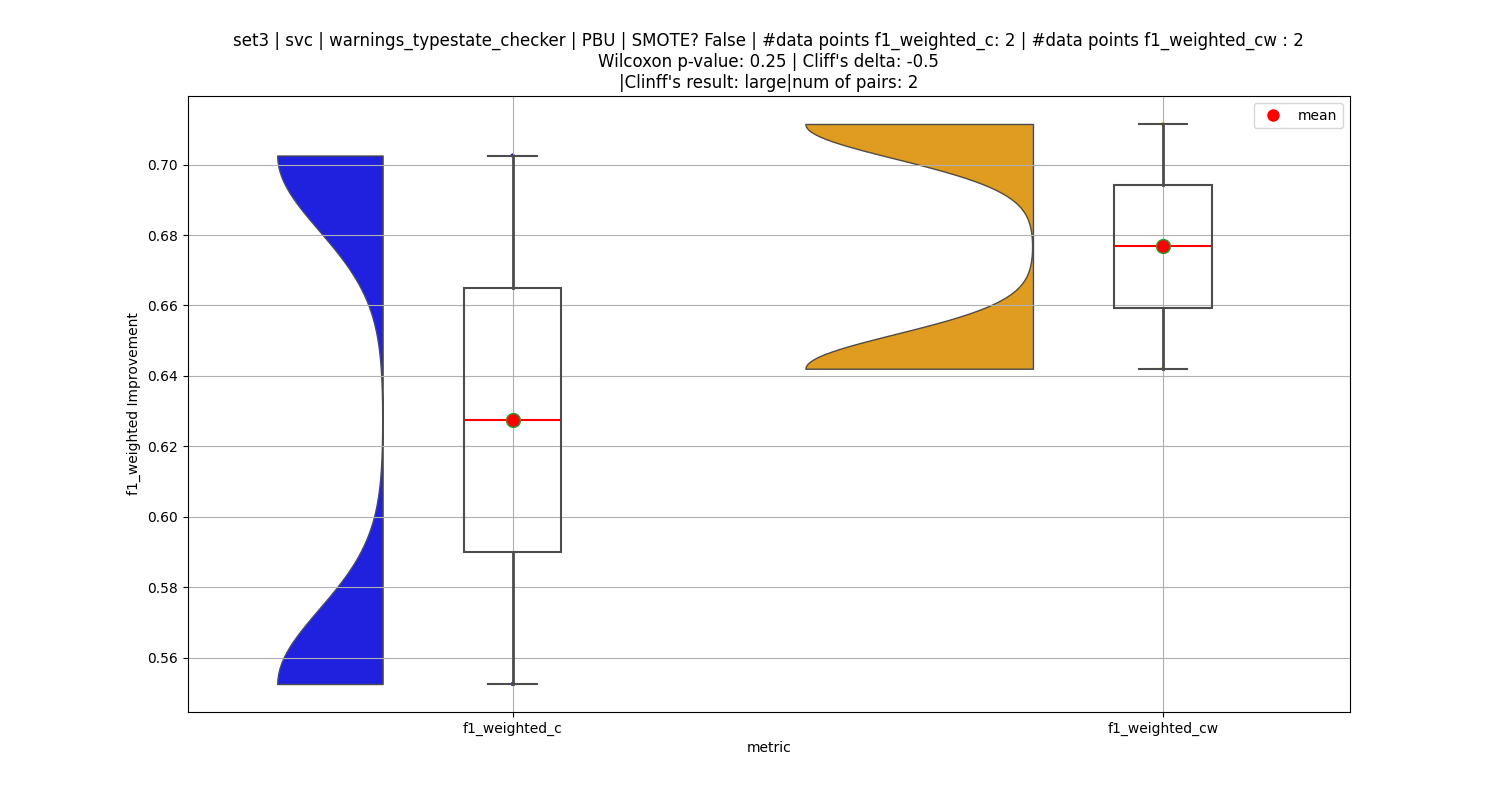 set3 | svc | warnings_typestate_checker | PBU | SMOTE? False | #data points f1_weighted_c: 2 | #data points f1_weighted_cw : 2
Wilcoxon p-value: 0.25 | Cliff's delta: -0.5
|Clinff's result: large|num of pairs: 2
mean
0.70
0.68
0.66
0.64
0.62
0.60
0.58
0.56
f1_weighted Improvement
f1_weighted_c
f1_weighted_cw
metric